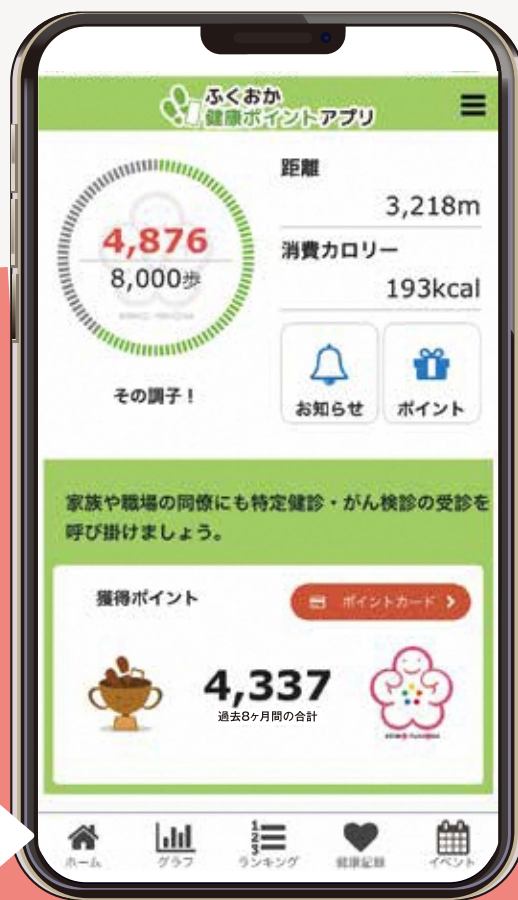 ふくおか
健康ポイントアプリ
4,876
8,000歩
その調子！
距離
3,218m
消費カロリー
193kcal
お知らせ
ポイント
家族や職場の同僚にも特定健診・がん検診の受診を
呼び掛けましょう。
獲得ポイント
ポイントカード
4,337
過去8ヶ月間の合計
ホーム
グラフ
1
2
3
ランキング
健康記録
イベント